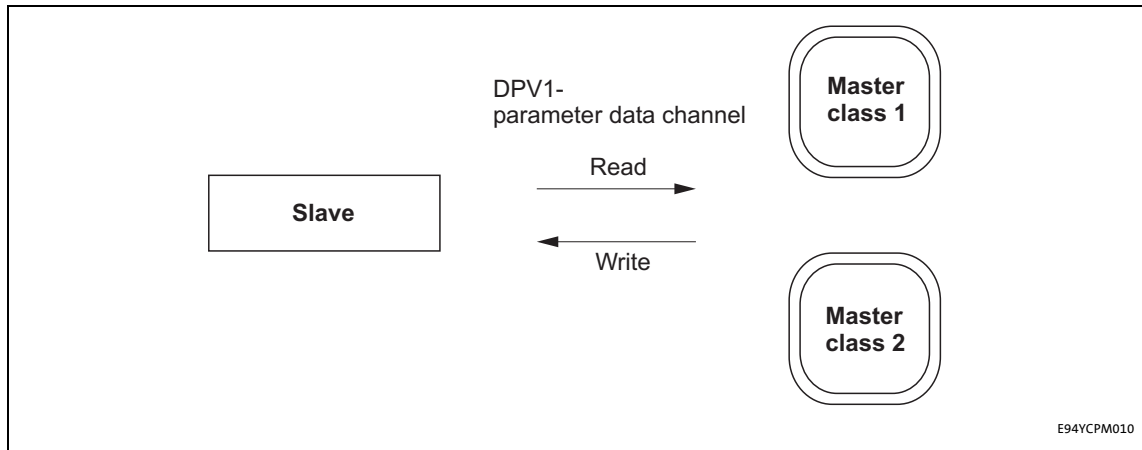 DPV1-
parameter data channel
Master
class 1
Read
Slave
Write
Master
class 2
E94YCPM010